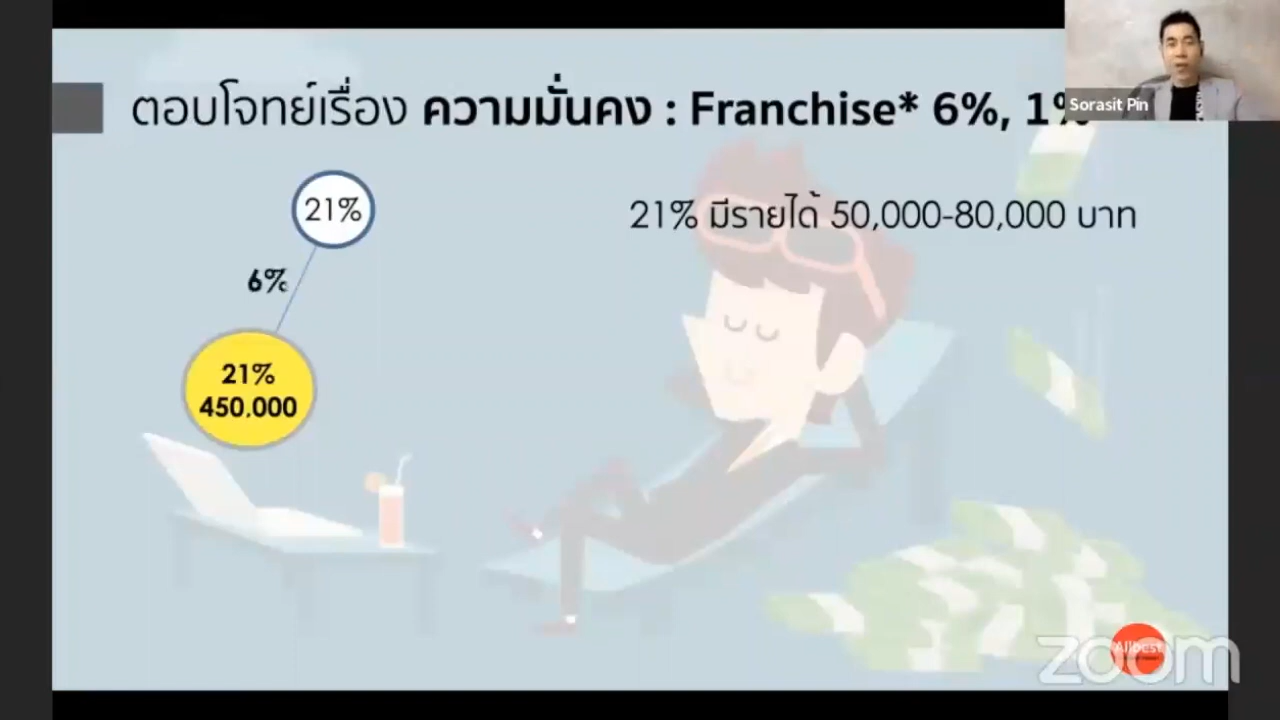 ตอบโจทย์เรื่อง ความมั่นคง : Franchise* 6%, 1%
Sorasit Pin
21%
21% มีรายได้ 50,000-80,000 บาท
6%
21%
450,000
Allbest
zoom